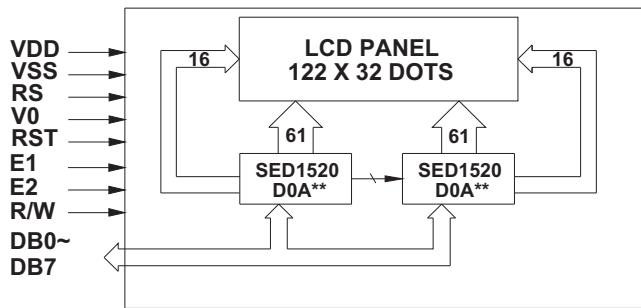 VDD
VSS
RS
V0
RST
E1
E2
R/W
DB0~
DB7
LCD PANEL
122 X 32 DOTS
16
16
61
61
SED1520
D0A**
SED1520
D0A**